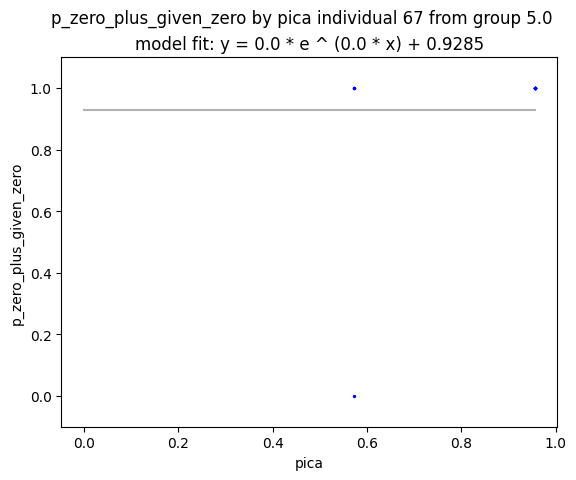 p_zero_plus_given_zero by pica individual 67 from group 5.0
model fit: y = 0.0 * e ^ (0.0 * x) + 0.9285
1.0
0.8
0.6
0.4
0.2
0.0
p_zero_plus_given_zero
0.0 0.2 0.4 0.6 0.8 1.0
pica